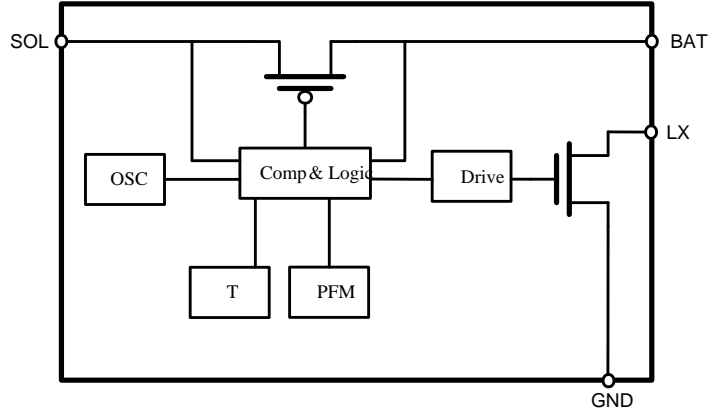 SOL
BAT
LX
OSC
Comp & Logic
Drive
T
PFM
GND